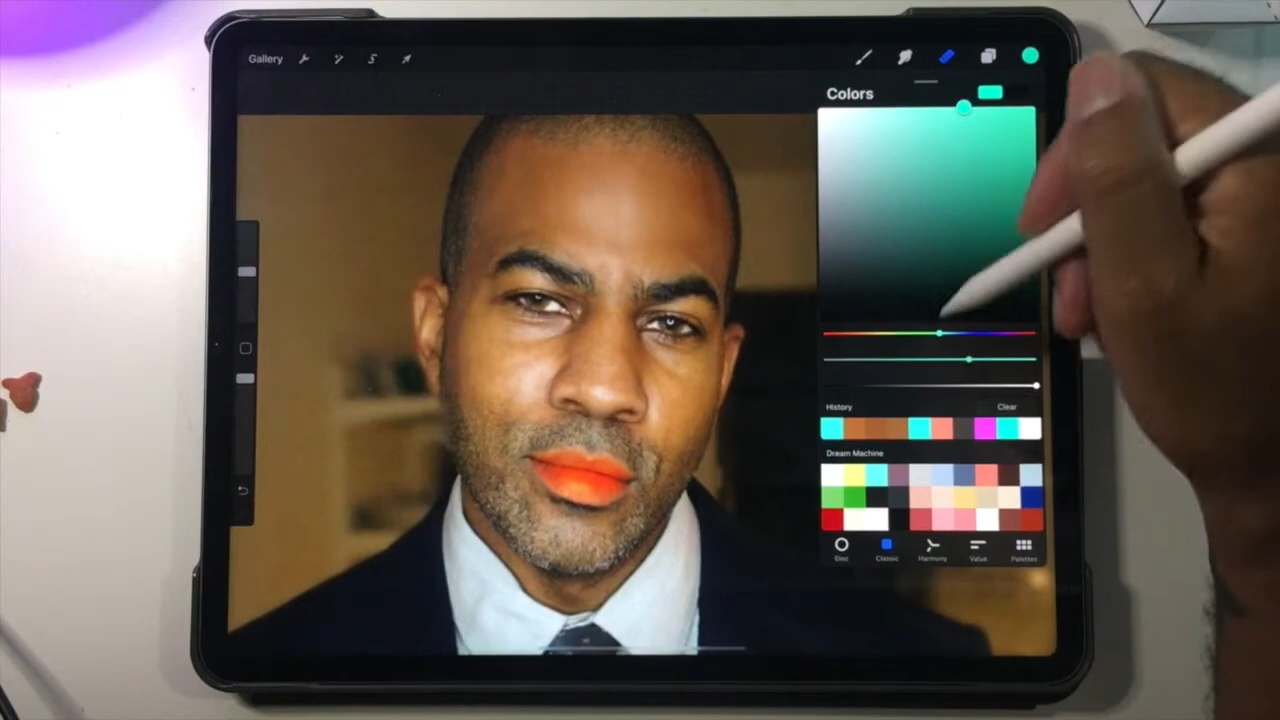 Gallery
Colors
History Clear
Dream Machine
Disc Classic Harmony Value Palettes